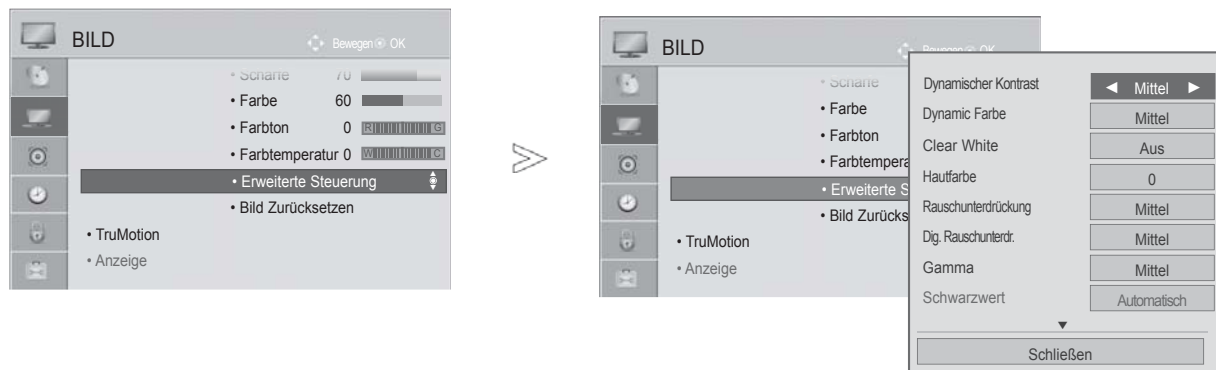 BILD
Bewegen OK
• Schärfe 70
• Farbe 60
• Farbton 0 R G
• Farbtemperatur 0 W C
• Erweiterte Steuerung
• Bild Zurücksetzen
• TruMotion
• Anzeige
BILD
Bewegen OK
• Schärfe
• Farbe
• Farbton
• Farbtempera
• Erweiterte S
• Bild Zurücks
• TruMotion
• Anzeige
Dynamischer Kontrast ◄ Mittel ►
Dynamic Farbe Mittel
Clear White Aus
Hautfarbe 0
Rauschunterdrückung Mittel
Dig. Rauschunterdr. Mittel
Gamma Mittel
Schwarzwert Automatisch
▼
Schließen